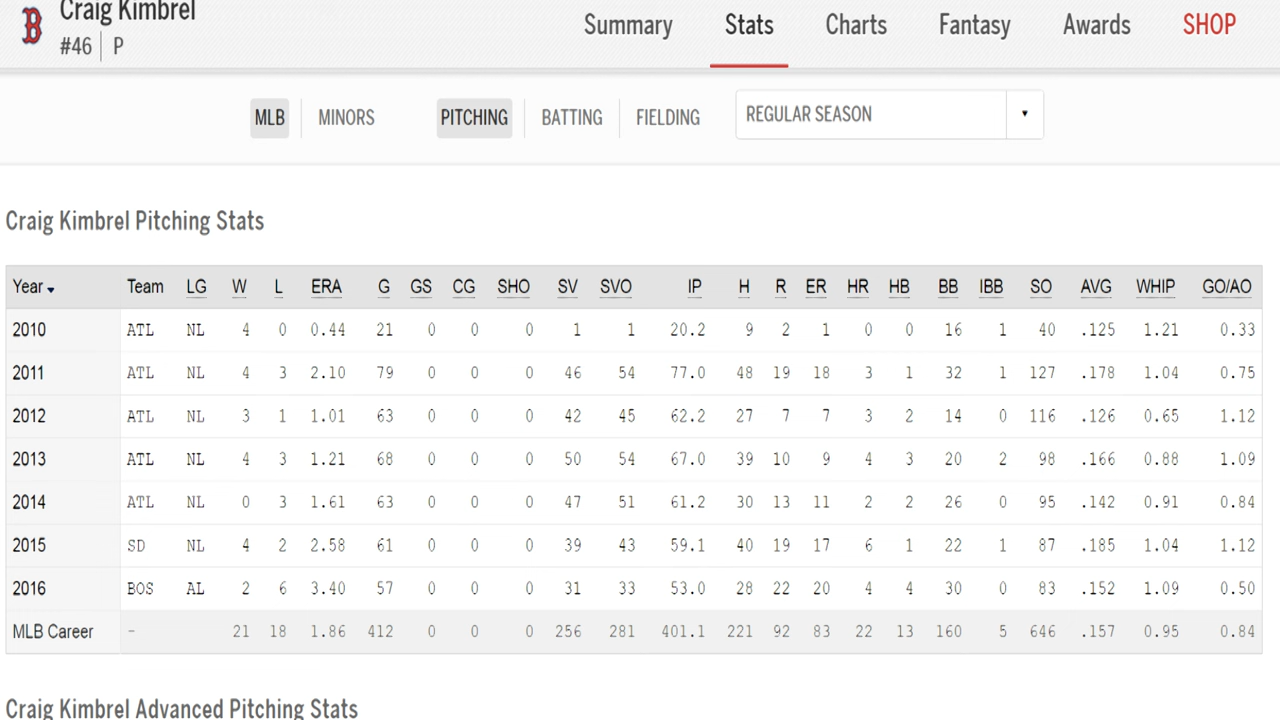 B
Craig Kimbrel
#46 P
Summary Stats Charts Fantasy Awards SHOP
MLB MINORS PITCHING BATTING FIELDING REGULAR SEASON
Craig Kimbrel Pitching Stats
Year Team LG W L ERA G GS CG SHO SV SVO IP H R ER HR HB BB IBB SO AVG WHIP GO/AO
2010 ATL NL 4 0 0.44 21 0 0 0 1 1 20.2 9 2 1 0 0 16 1 40 .125 1.21 0.33
2011 ATL NL 4 3 2.10 79 0 0 0 46 54 77.0 48 19 18 3 1 32 1 127 .178 1.04 0.75
2012 ATL NL 3 1 1.01 63 0 0 0 42 45 62.2 27 7 7 3 2 14 0 116 .126 0.65 1.12
2013 ATL NL 4 3 1.21 68 0 0 0 50 54 67.0 39 10 9 4 3 20 2 98 .166 0.88 1.09
2014 ATL NL 0 3 1.61 63 0 0 0 47 51 61.2 30 13 11 2 2 26 0 95 .142 0.91 0.84
2015 SD NL 4 2 2.58 61 0 0 0 39 43 59.1 40 19 17 6 1 22 1 87 .185 1.04 1.12
2016 BOS AL 2 6 3.40 57 0 0 0 31 33 53.0 28 22 20 4 4 30 0 83 .152 1.09 0.50
MLB Career - 21 18 1.86 412 0 0 0 256 281 401.1 221 92 83 22 13 160 5 646 .157 0.95 0.84
Craig Kimbrel Advanced Pitching Stats